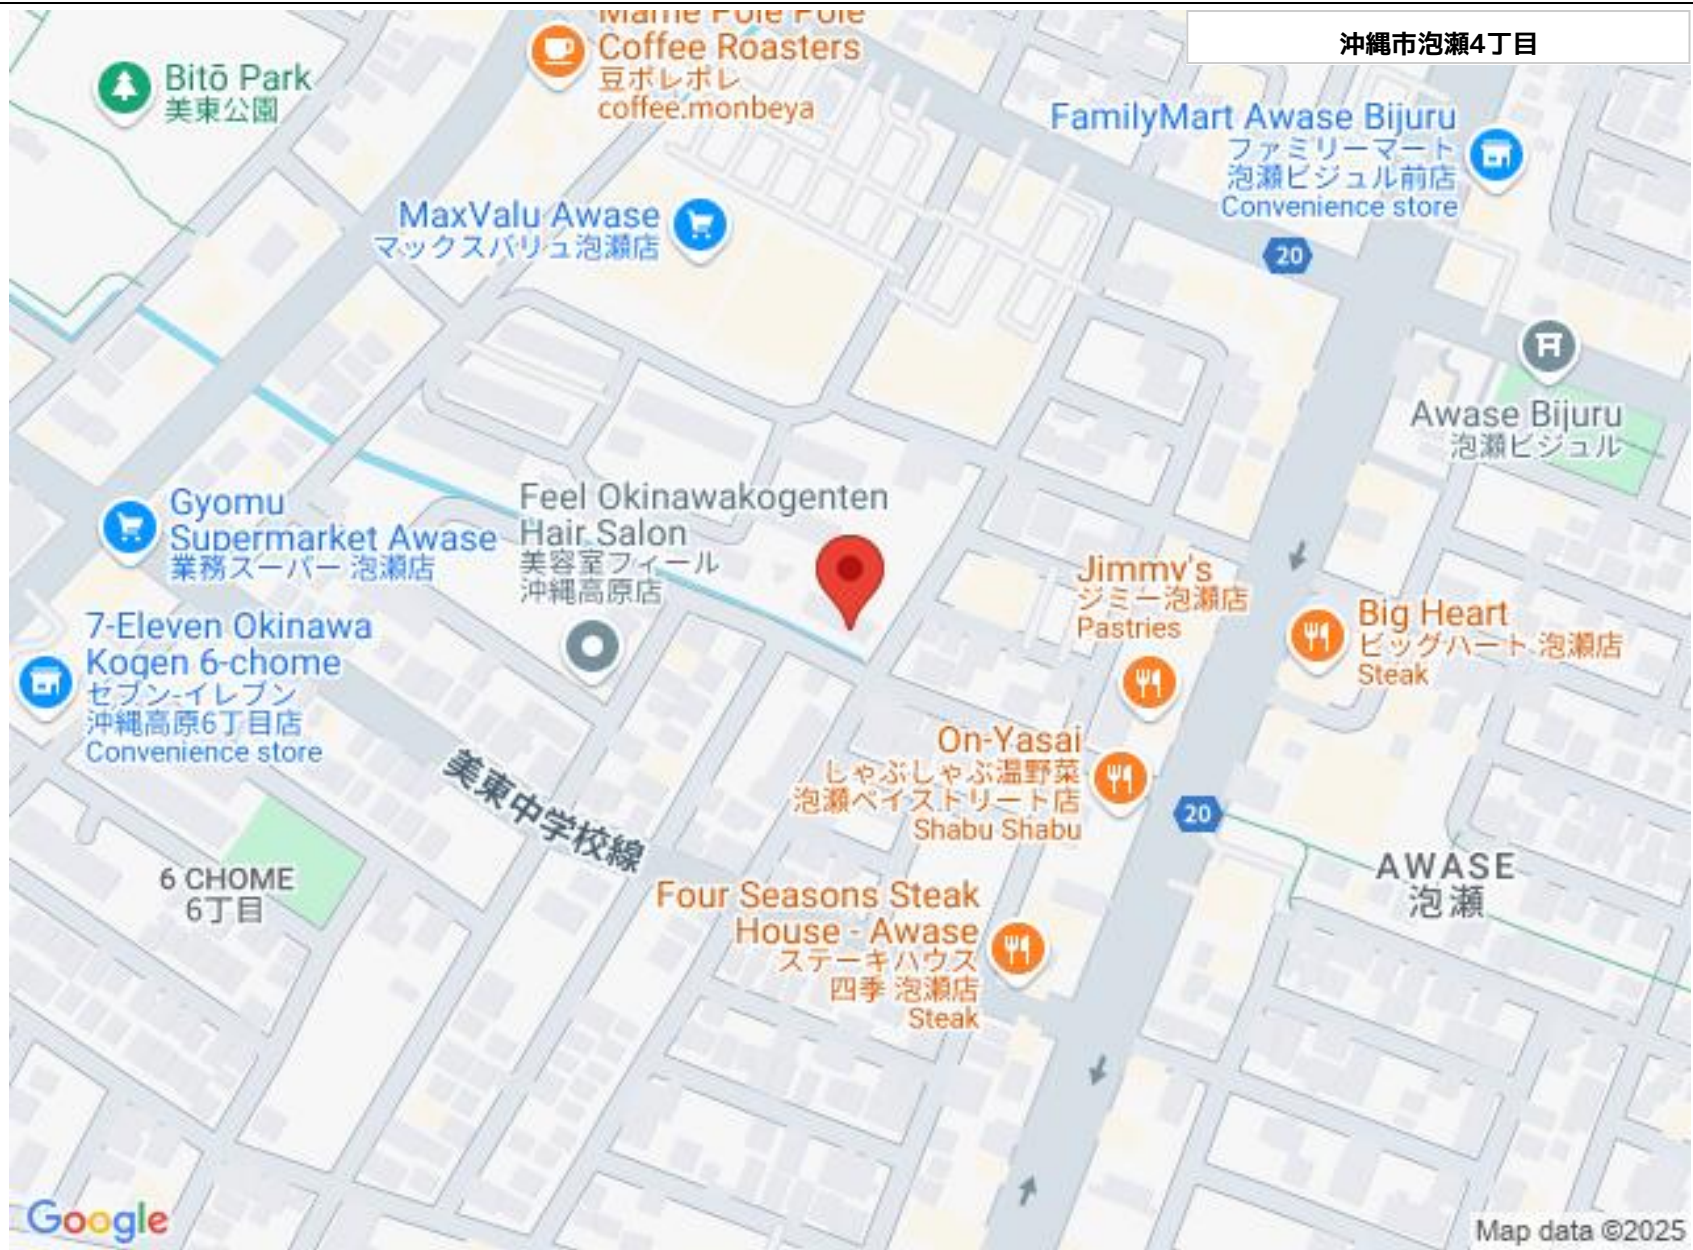 沖縄市泡瀬4丁目
Mame Pole Pole
Coffee Roasters
豆ポレポレ
coffee.monbeya
Bitō Park
美東公園
FamilyMart Awase Bijuru
ファミリーマート
泡瀬ビジュル前店
Convenience store
MaxValu Awase
マックスバリュ泡瀬店
20
Awase Bijuru
泡瀬ビジュル
Gyomu
Supermarket Awase
業務スーパー 泡瀬店
Feel Okinawakogenten
Hair Salon
美容室フィール
沖縄高原店
Jimmy's
ジミー泡瀬店
Pastries
Big Heart
ビッグハート 泡瀬店
Steak
7-Eleven Okinawa
Kogen 6-chome
セブン-イレブン
沖縄高原6丁目店
Convenience store
On-Yasai
しゃぶしゃぶ温野菜
泡瀬ベイストリート店
Shabu Shabu
20
美東中学校線
6 CHOME
6丁目
AWASE
泡瀬
Four Seasons Steak
House - Awase
ステーキハウス
四季 泡瀬店
Steak
Google
Map data ©2025